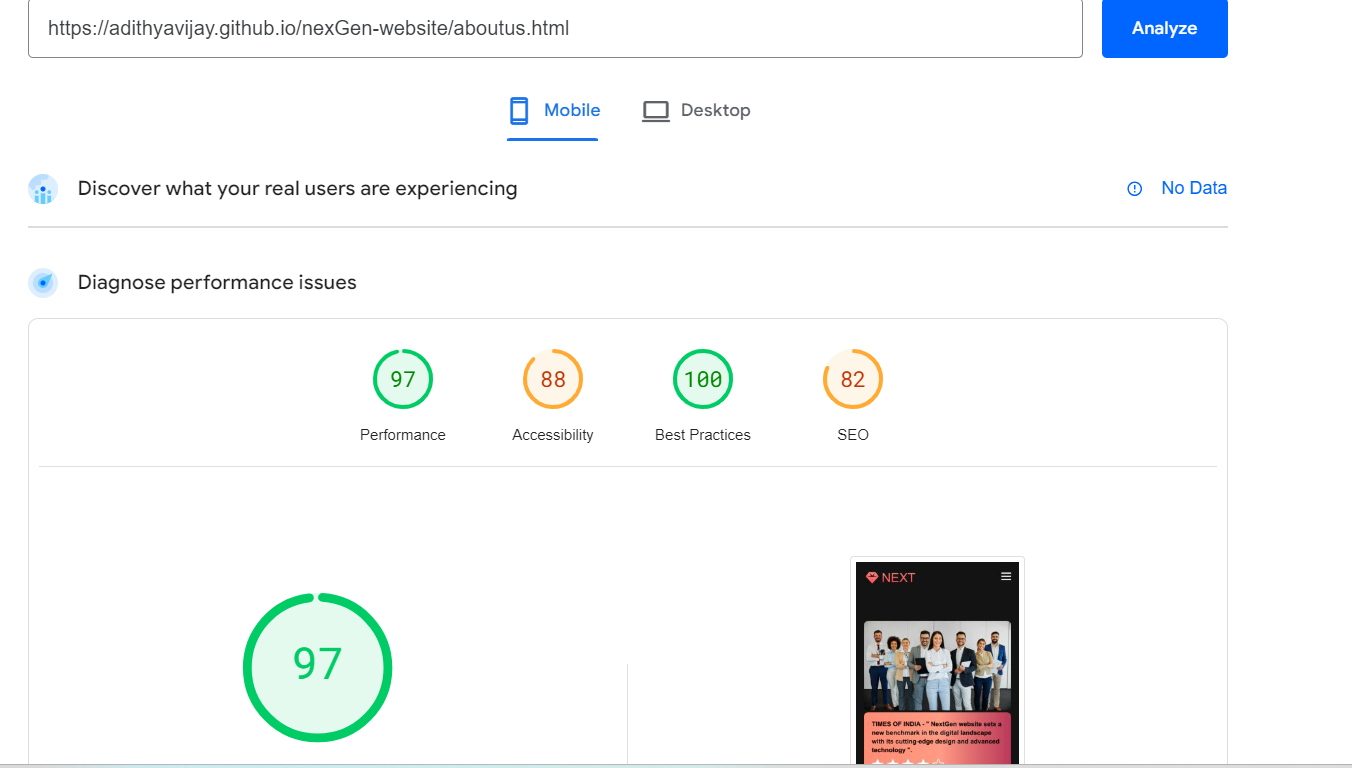 https://adithyavijay.github.io/nexGen-website/aboutus.html
Analyze
Mobile
Desktop
Discover what your real users are experiencing
No Data
Diagnose performance issues
97
88
100
82
Performance
Accessibility
Best Practices
SEO
97
NEXT
TIMES OF INDIA - " NextGen website sets a
new benchmark in the digital landscape
with its cutting-edge design and advanced
technology ".